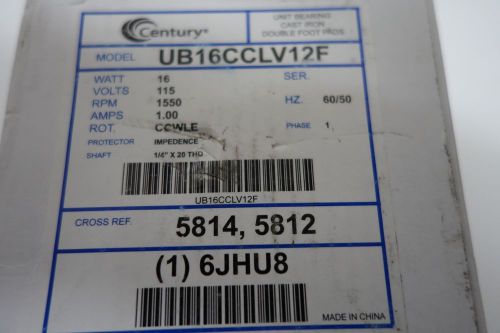 Century®
UNIT BEARING
CAST IRON
DOUBLE FOOT PADS
MODEL UB16CCLV12F
WATT 16 SER.
VOLTS 115
RPM 1550 HZ. 60/50
AMPS 1.00
ROT. CCWLE PHASE 1
PROTECTOR IMPEDENCE
SHAFT 1/4" X 20 THD
UB16CCLV12F
CROSS REF. 5814, 5812
(1) 6JHU8
MADE IN CHINA